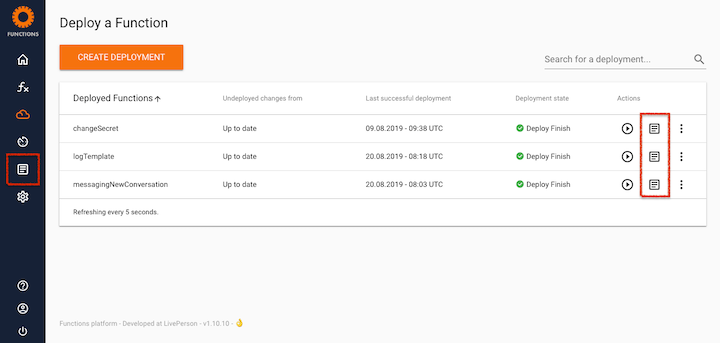 FUNCTIONS
Deploy a Function
CREATE DEPLOYMENT
Search for a deployment...
Deployed Functions Undeployed changes from Last successful deployment Deployment state Actions
changeSecret Up to date 09.08.2019 - 09:38 UTC Deploy Finish
logTemplate Up to date 20.08.2019 - 08:18 UTC Deploy Finish
messagingNewConversation Up to date 20.08.2019 - 08:03 UTC Deploy Finish
Refreshing every 5 seconds.
Functions platform · Developed at LivePerson · v1.10.10 · 👌